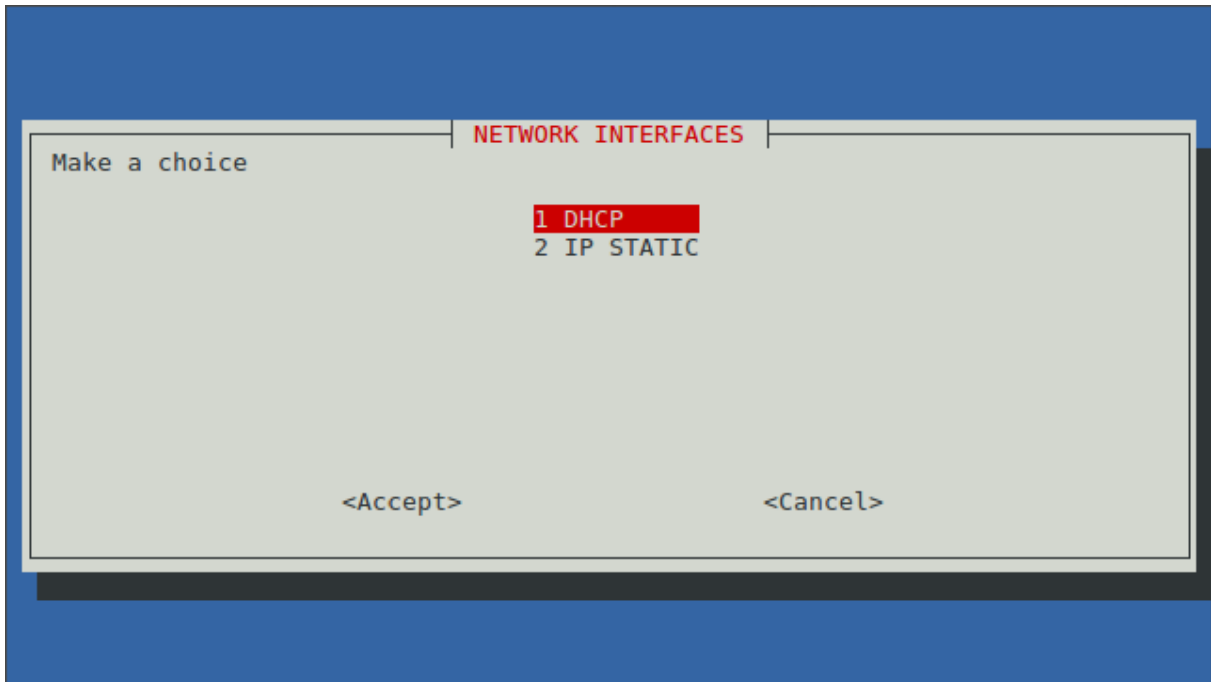 NETWORK INTERFACES
Make a choice
1 DHCP
2 IP STATIC
<Accept> <Cancel>